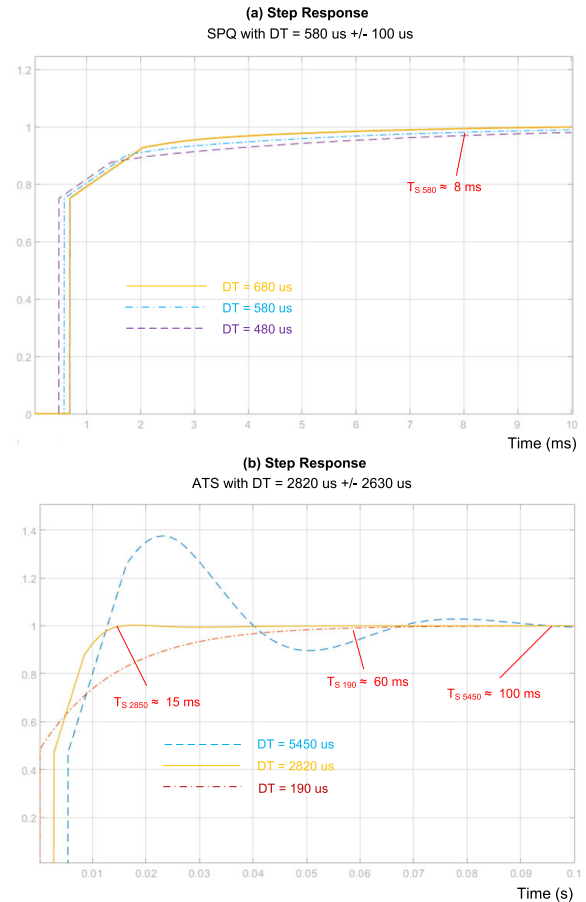 (a) Step Response
SPQ with DT = 580 us +/- 100 us
1.2
1
0.8
0.6
0.4
0.2
0
T_S 580 ≈ 8 ms
DT = 680 us
DT = 580 us
DT = 480 us
1 2 3 4 5 6 7 8 9 10
Time (ms)
(b) Step Response
ATS with DT = 2820 us +/- 2630 us
1.4
1.2
1
0.8
0.6
0.4
0.2
T_S 2850 ≈ 15 ms
T_S 190 ≈ 60 ms
T_S 5450 ≈ 100 ms
DT = 5450 us
DT = 2820 us
DT = 190 us
0.01 0.02 0.03 0.04 0.05 0.06 0.07 0.08 0.09 0.1
Time (s)